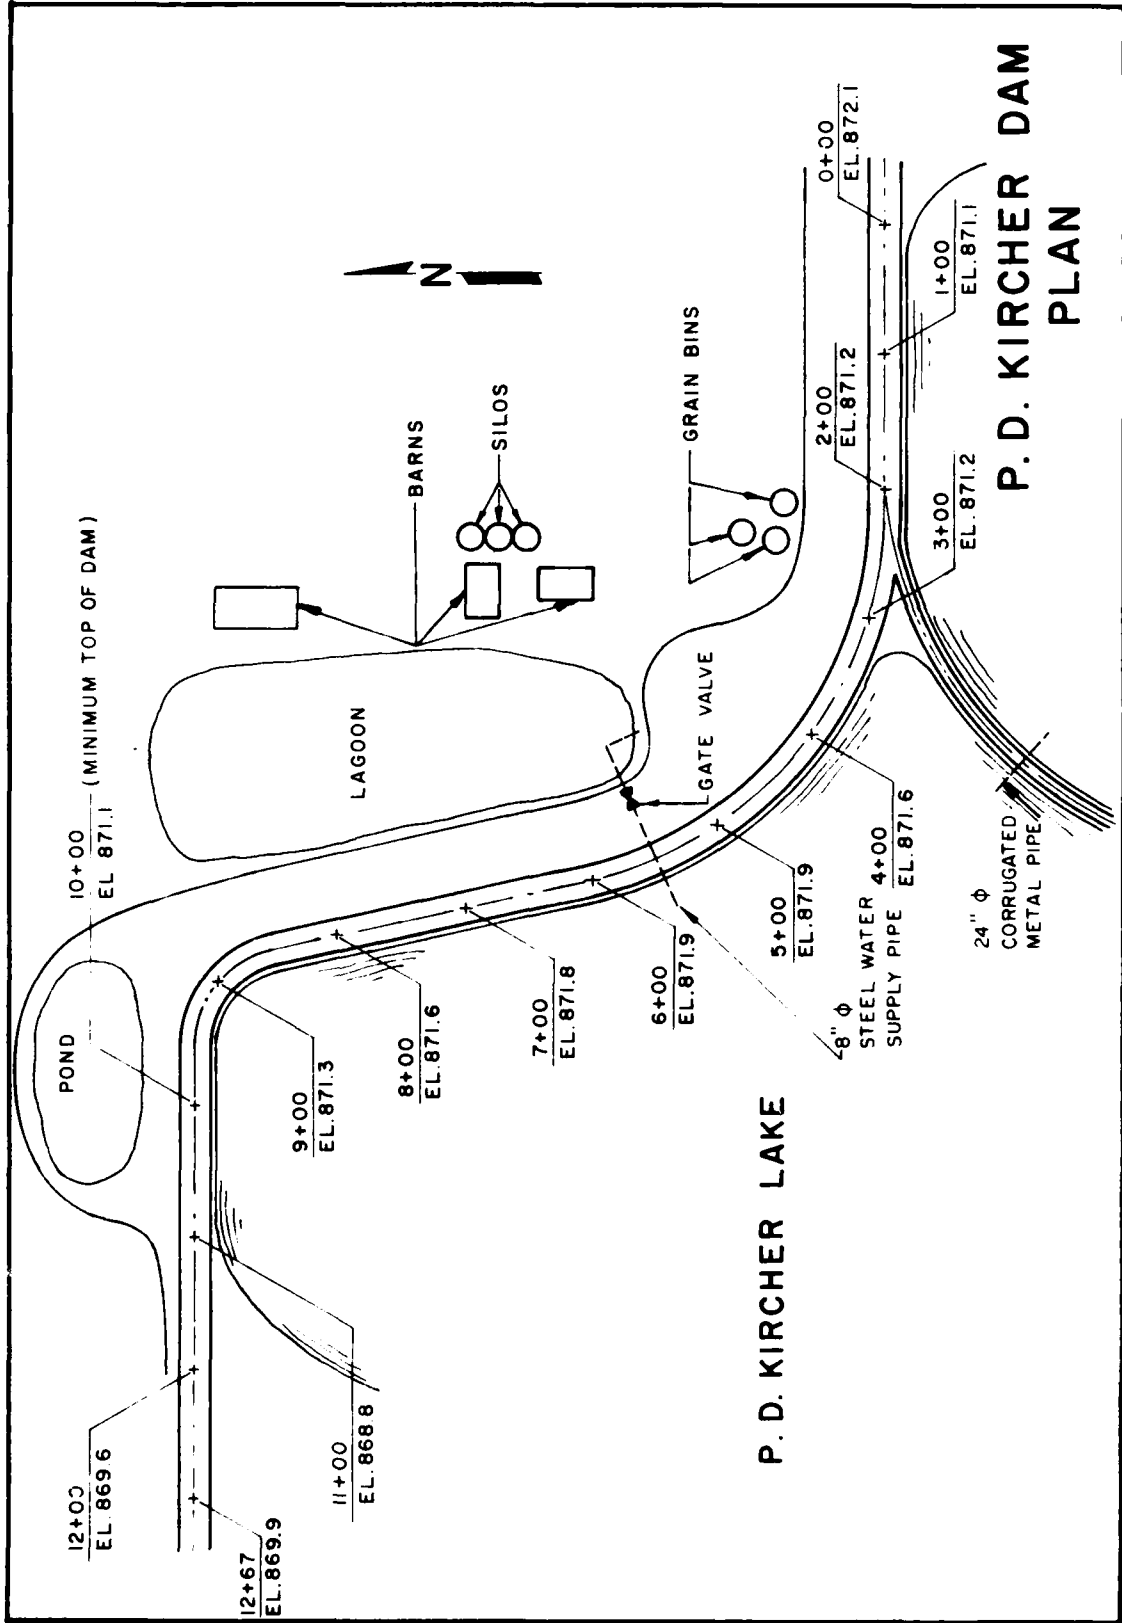 12+00
EL.869.6
12+67
EL.869.9
11+00
EL.868.8
POND
10+00 (MINIMUM TOP OF DAM)
EL 871.1
9+00
EL.871.3
8+00
EL.871.6
7+00
EL.871.8
6+00
EL.871.9
5+00
EL.871.9
4+00
EL.871.6
3+00
EL.871.2
2+00
EL.871.2
1+00
EL.871.1
0+00
EL.872.1
LAGOON
BARNS
SILOS
N
GRAIN BINS
GATE VALVE
8" φ
STEEL WATER
SUPPLY PIPE
24" φ
CORRUGATED
METAL PIPE
P.D. KIRCHER LAKE
P.D. KIRCHER DAM
PLAN